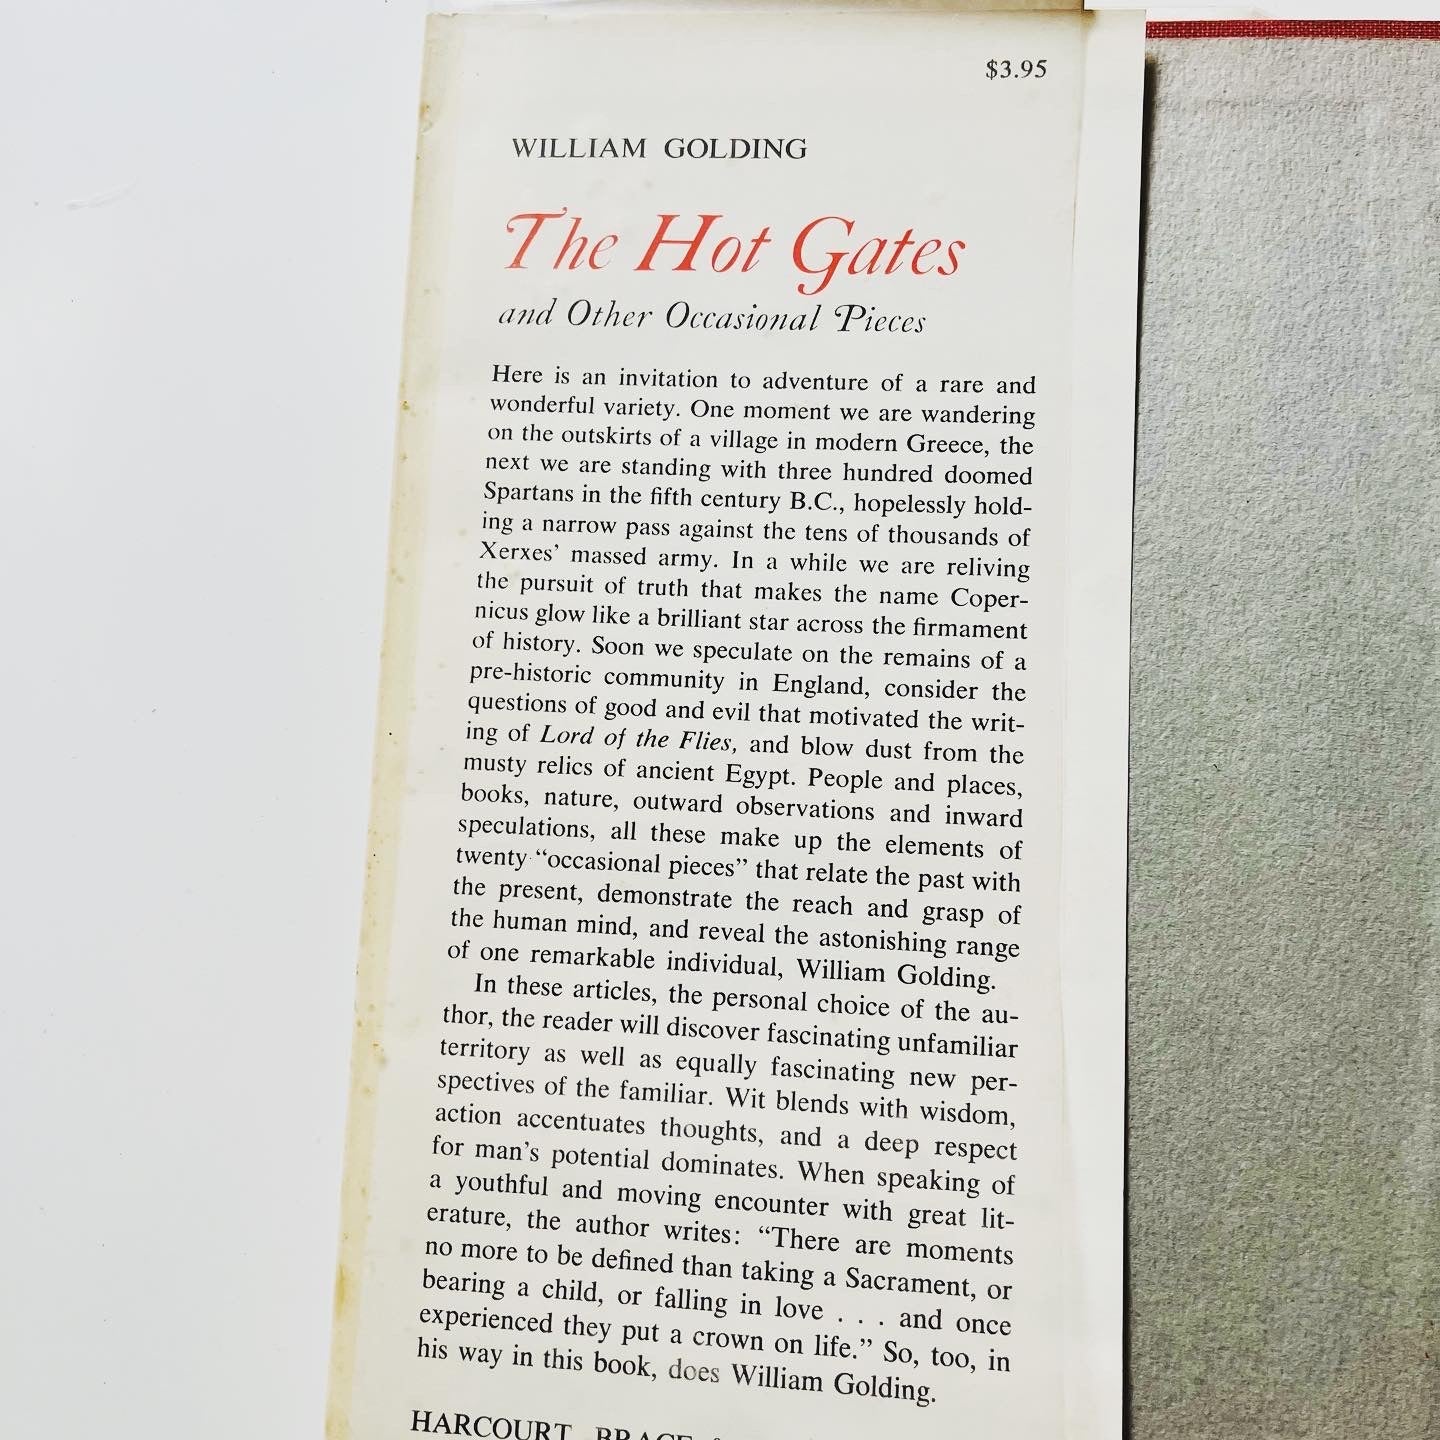 $3.95
WILLIAM GOLDING
The Hot Gates
and Other Occasional Pieces
Here is an invitation to adventure of a rare and
wonderful variety. One moment we are wandering
on the outskirts of a village in modern Greece, the
next we are standing with three hundred doomed
Spartans in the fifth century B.C., hopelessly hold-
ing a narrow pass against the tens of thousands of
Xerxes’ massed army. In a while we are reliving
the pursuit of truth that makes the name Coper-
nicus glow like a brilliant star across the firmament
of history. Soon we speculate on the remains of a
pre-historic community in England, consider the
questions of good and evil that motivated the writ-
ing of Lord of the Flies, and blow dust from the
musty relics of ancient Egypt. People and places,
books, nature, outward observations and inward
speculations, all these make up the elements of
twenty “occasional pieces” that relate the past with
the present, demonstrate the reach and grasp of
the human mind, and reveal the astonishing range
of one remarkable individual, William Golding.
In these articles, the personal choice of the au-
thor, the reader will discover fascinating unfamiliar
territory as well as equally fascinating new per-
spectives of the familiar. Wit blends with wisdom,
action accentuates thoughts, and a deep respect
for man’s potential dominates. When speaking of
a youthful and moving encounter with great lit-
erature, the author writes: “There are moments
no more to be defined than taking a Sacrament, or
bearing a child, or falling in love . . . and once
experienced they put a crown on life.” So, too, in
his way in this book, does William Golding.
HARCOURT, BRACE